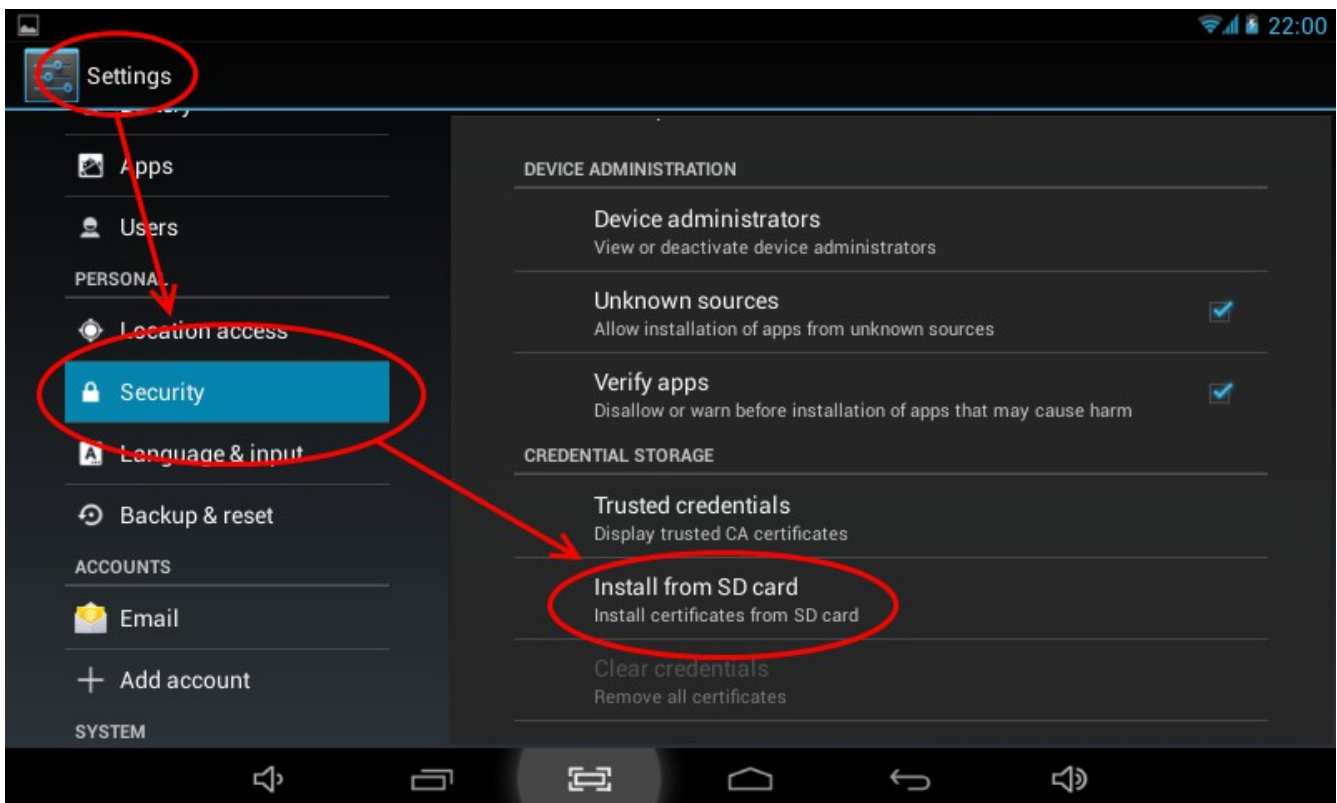 22:00
Settings
Apps
Users
PERSONAL
Location access
Security
Language & input
Backup & reset
ACCOUNTS
Email
Add account
SYSTEM
DEVICE ADMINISTRATION
Device administrators
View or deactivate device administrators
Unknown sources
Allow installation of apps from unknown sources
Verify apps
Disallow or warn before installation of apps that may cause harm
CREDENTIAL STORAGE
Trusted credentials
Display trusted CA certificates
Install from SD card
Install certificates from SD card
Clear credentials
Remove all certificates